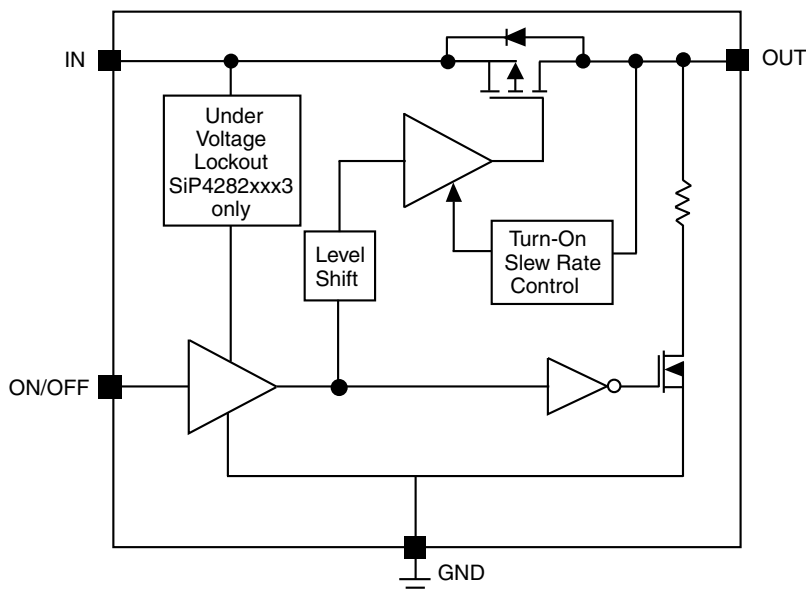 IN
OUT
Under
Voltage
Lockout
SiP4282xxx3
only
Level
Shift
Turn-On
Slew Rate
Control
ON/OFF
GND